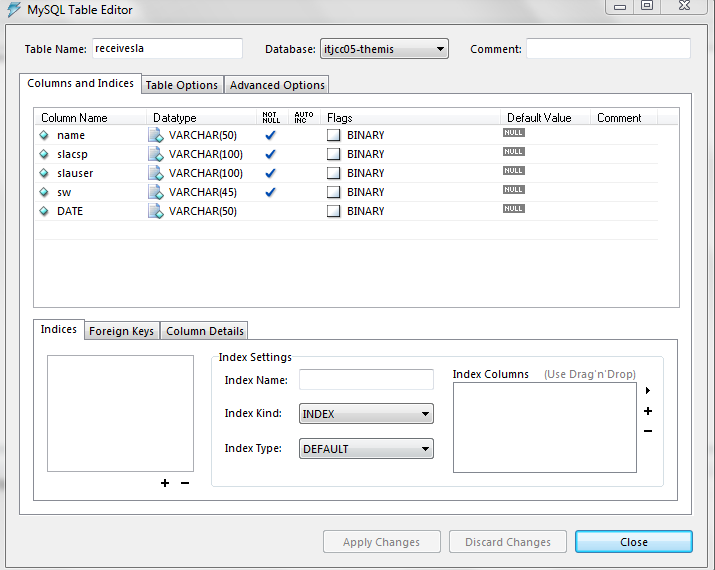 MySQL Table Editor
Table Name: receivesla Database: itjcc05-themis Comment:
Columns and Indices Table Options Advanced Options
Column Name Datatype NOT NULL AUTO INC Flags Default Value Comment
name VARCHAR(50) BINARY NULL
slacsp VARCHAR(100) BINARY NULL
slauser VARCHAR(100) BINARY NULL
sw VARCHAR(45) BINARY NULL
DATE VARCHAR(50) BINARY NULL
Indices Foreign Keys Column Details
Index Settings
Index Name: Index Columns (Use Drag'n'Drop)
Index Kind: INDEX
Index Type: DEFAULT
Apply Changes Discard Changes Close